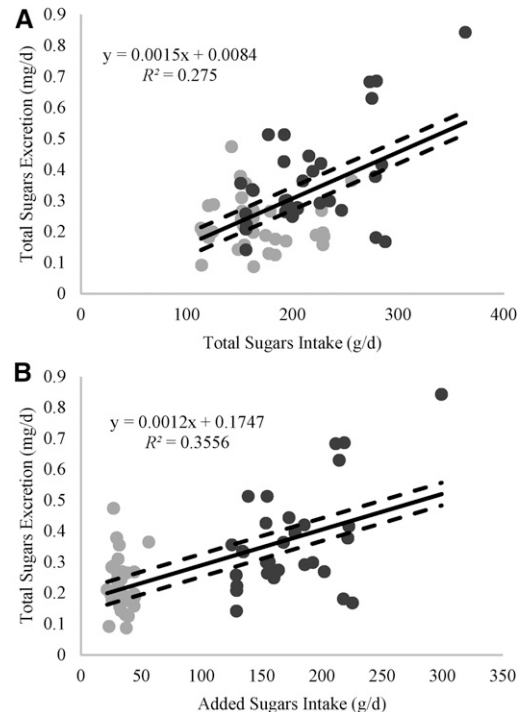 A
y = 0.0015x + 0.0084
R² = 0.275
0.9
0.8
0.7
0.6
0.5
0.4
0.3
0.2
0.1
0
Total Sugars Excretion (mg/d)
0 100 200 300 400
Total Sugars Intake (g/d)
B
y = 0.0012x + 0.1747
R² = 0.3556
0.9
0.8
0.7
0.6
0.5
0.4
0.3
0.2
0.1
0
Total Sugars Excretion (mg/d)
0 50 100 150 200 250 300 350
Added Sugars Intake (g/d)